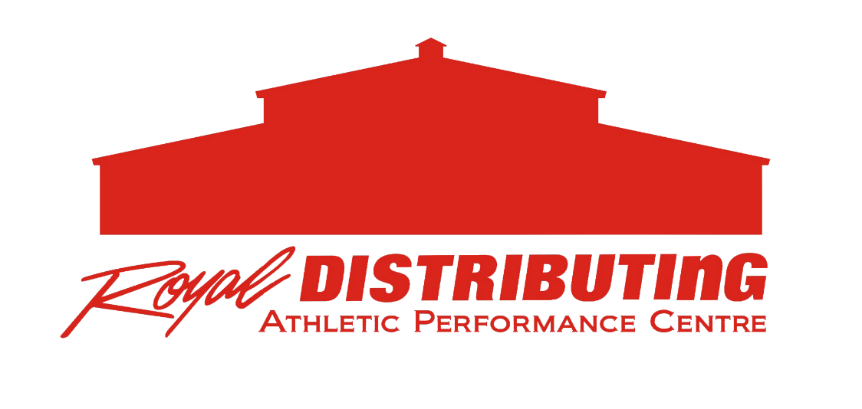 Royal DISTRIBUTInG
ATHLETIC PERFORMANCE CENTRE